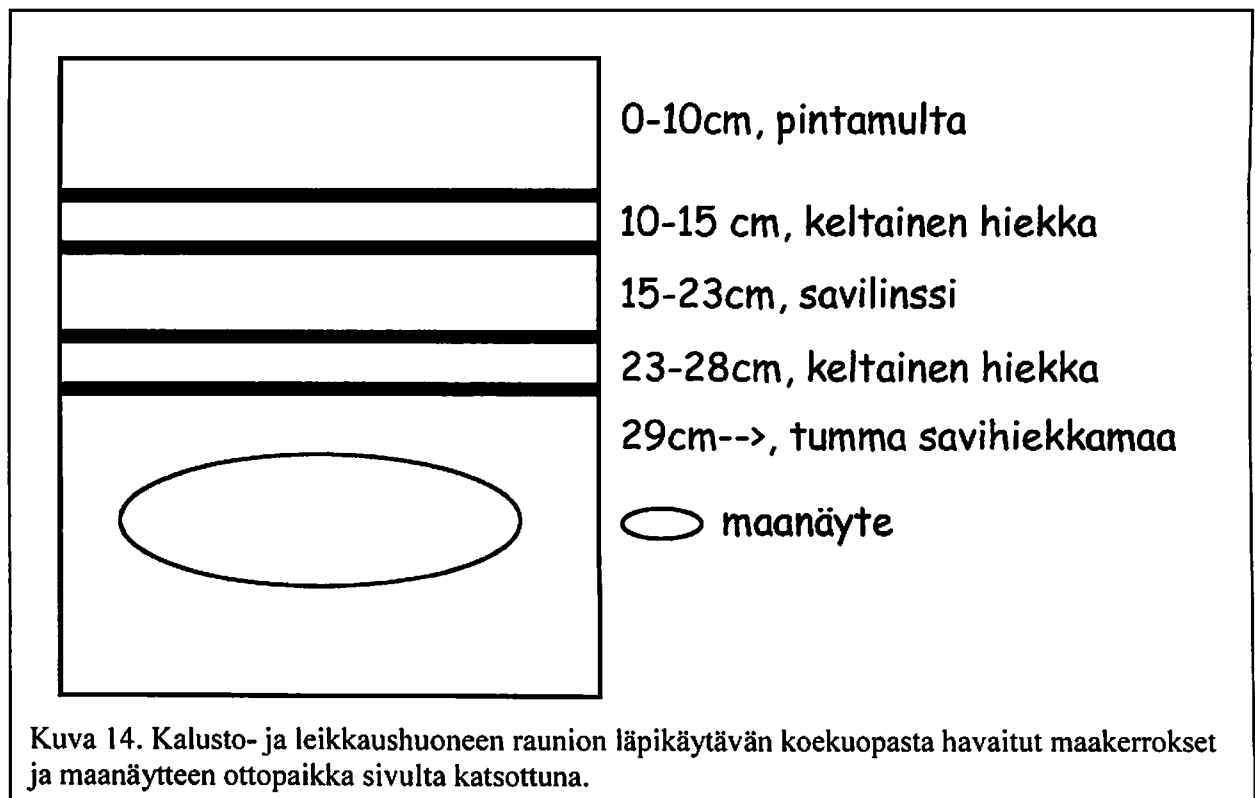 0-10cm, pintamulta
10-15 cm, keltainen hiekka
15-23cm, savilinssi
23-28cm, keltainen hiekka
29cm-->, tumma savihiekkamaa
maanäyte
Kuva 14. Kalusto- ja leikkaushuoneen raunion läpikäytävän koekuopasta havaitut maakerrokset
ja maanäytteen ottopaikka sivulta katsottuna.